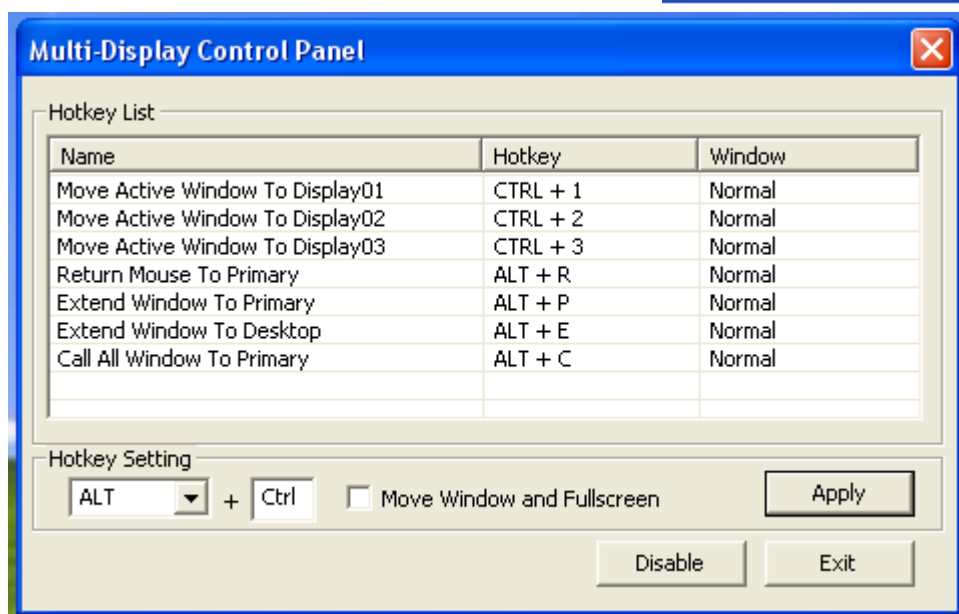 Multi-Display Control Panel
Hotkey List
Name Hotkey Window
Move Active Window To Display01 CTRL + 1 Normal
Move Active Window To Display02 CTRL + 2 Normal
Move Active Window To Display03 CTRL + 3 Normal
Return Mouse To Primary ALT + R Normal
Extend Window To Primary ALT + P Normal
Extend Window To Desktop ALT + E Normal
Call All Window To Primary ALT + C Normal
Hotkey Setting
ALT + Ctrl Move Window and Fullscreen Apply
Disable Exit